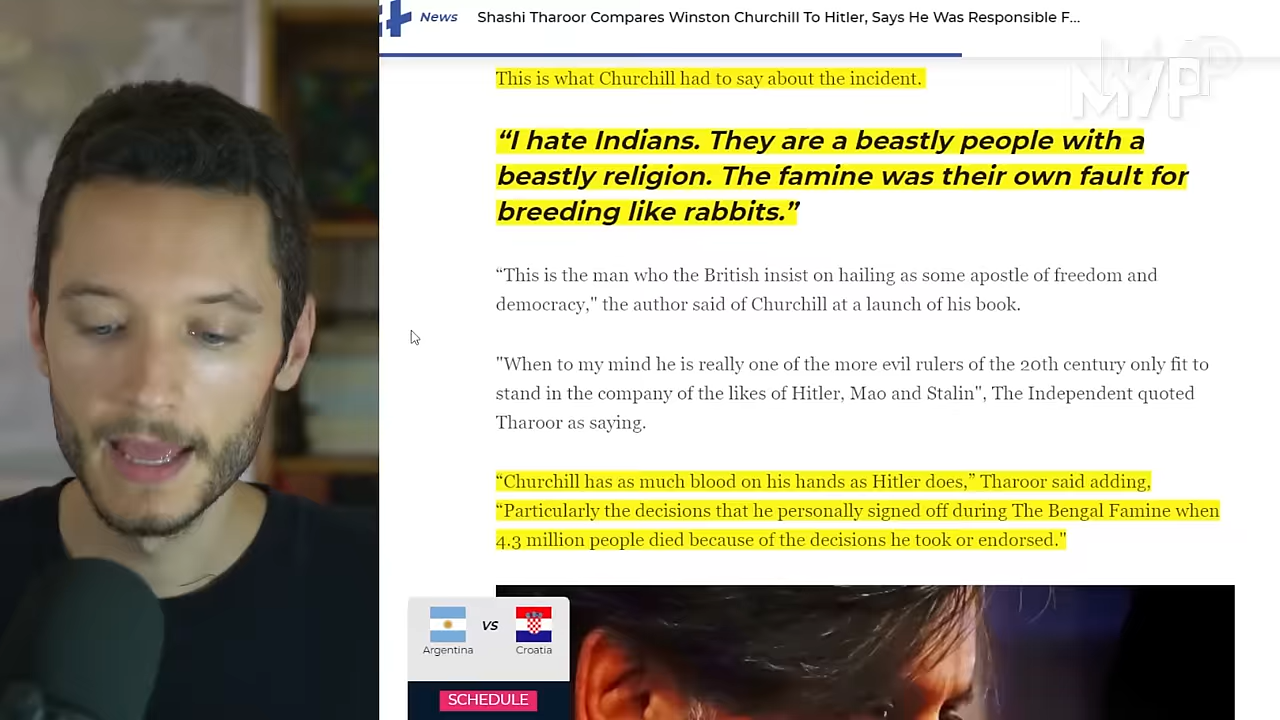 News Shashi Tharoor Compares Winston Churchill To Hitler, Says He Was Responsible F...
MVP
This is what Churchill had to say about the incident.
“I hate Indians. They are a beastly people with a
beastly religion. The famine was their own fault for
breeding like rabbits.”
“This is the man who the British insist on hailing as some apostle of freedom and
democracy," the author said of Churchill at a launch of his book.
"When to my mind he is really one of the more evil rulers of the 20th century only fit to
stand in the company of the likes of Hitler, Mao and Stalin", The Independent quoted
Tharoor as saying.
“Churchill has as much blood on his hands as Hitler does,” Tharoor said adding,
“Particularly the decisions that he personally signed off during The Bengal Famine when
4.3 million people died because of the decisions he took or endorsed."
VS
Argentina Croatia
SCHEDULE